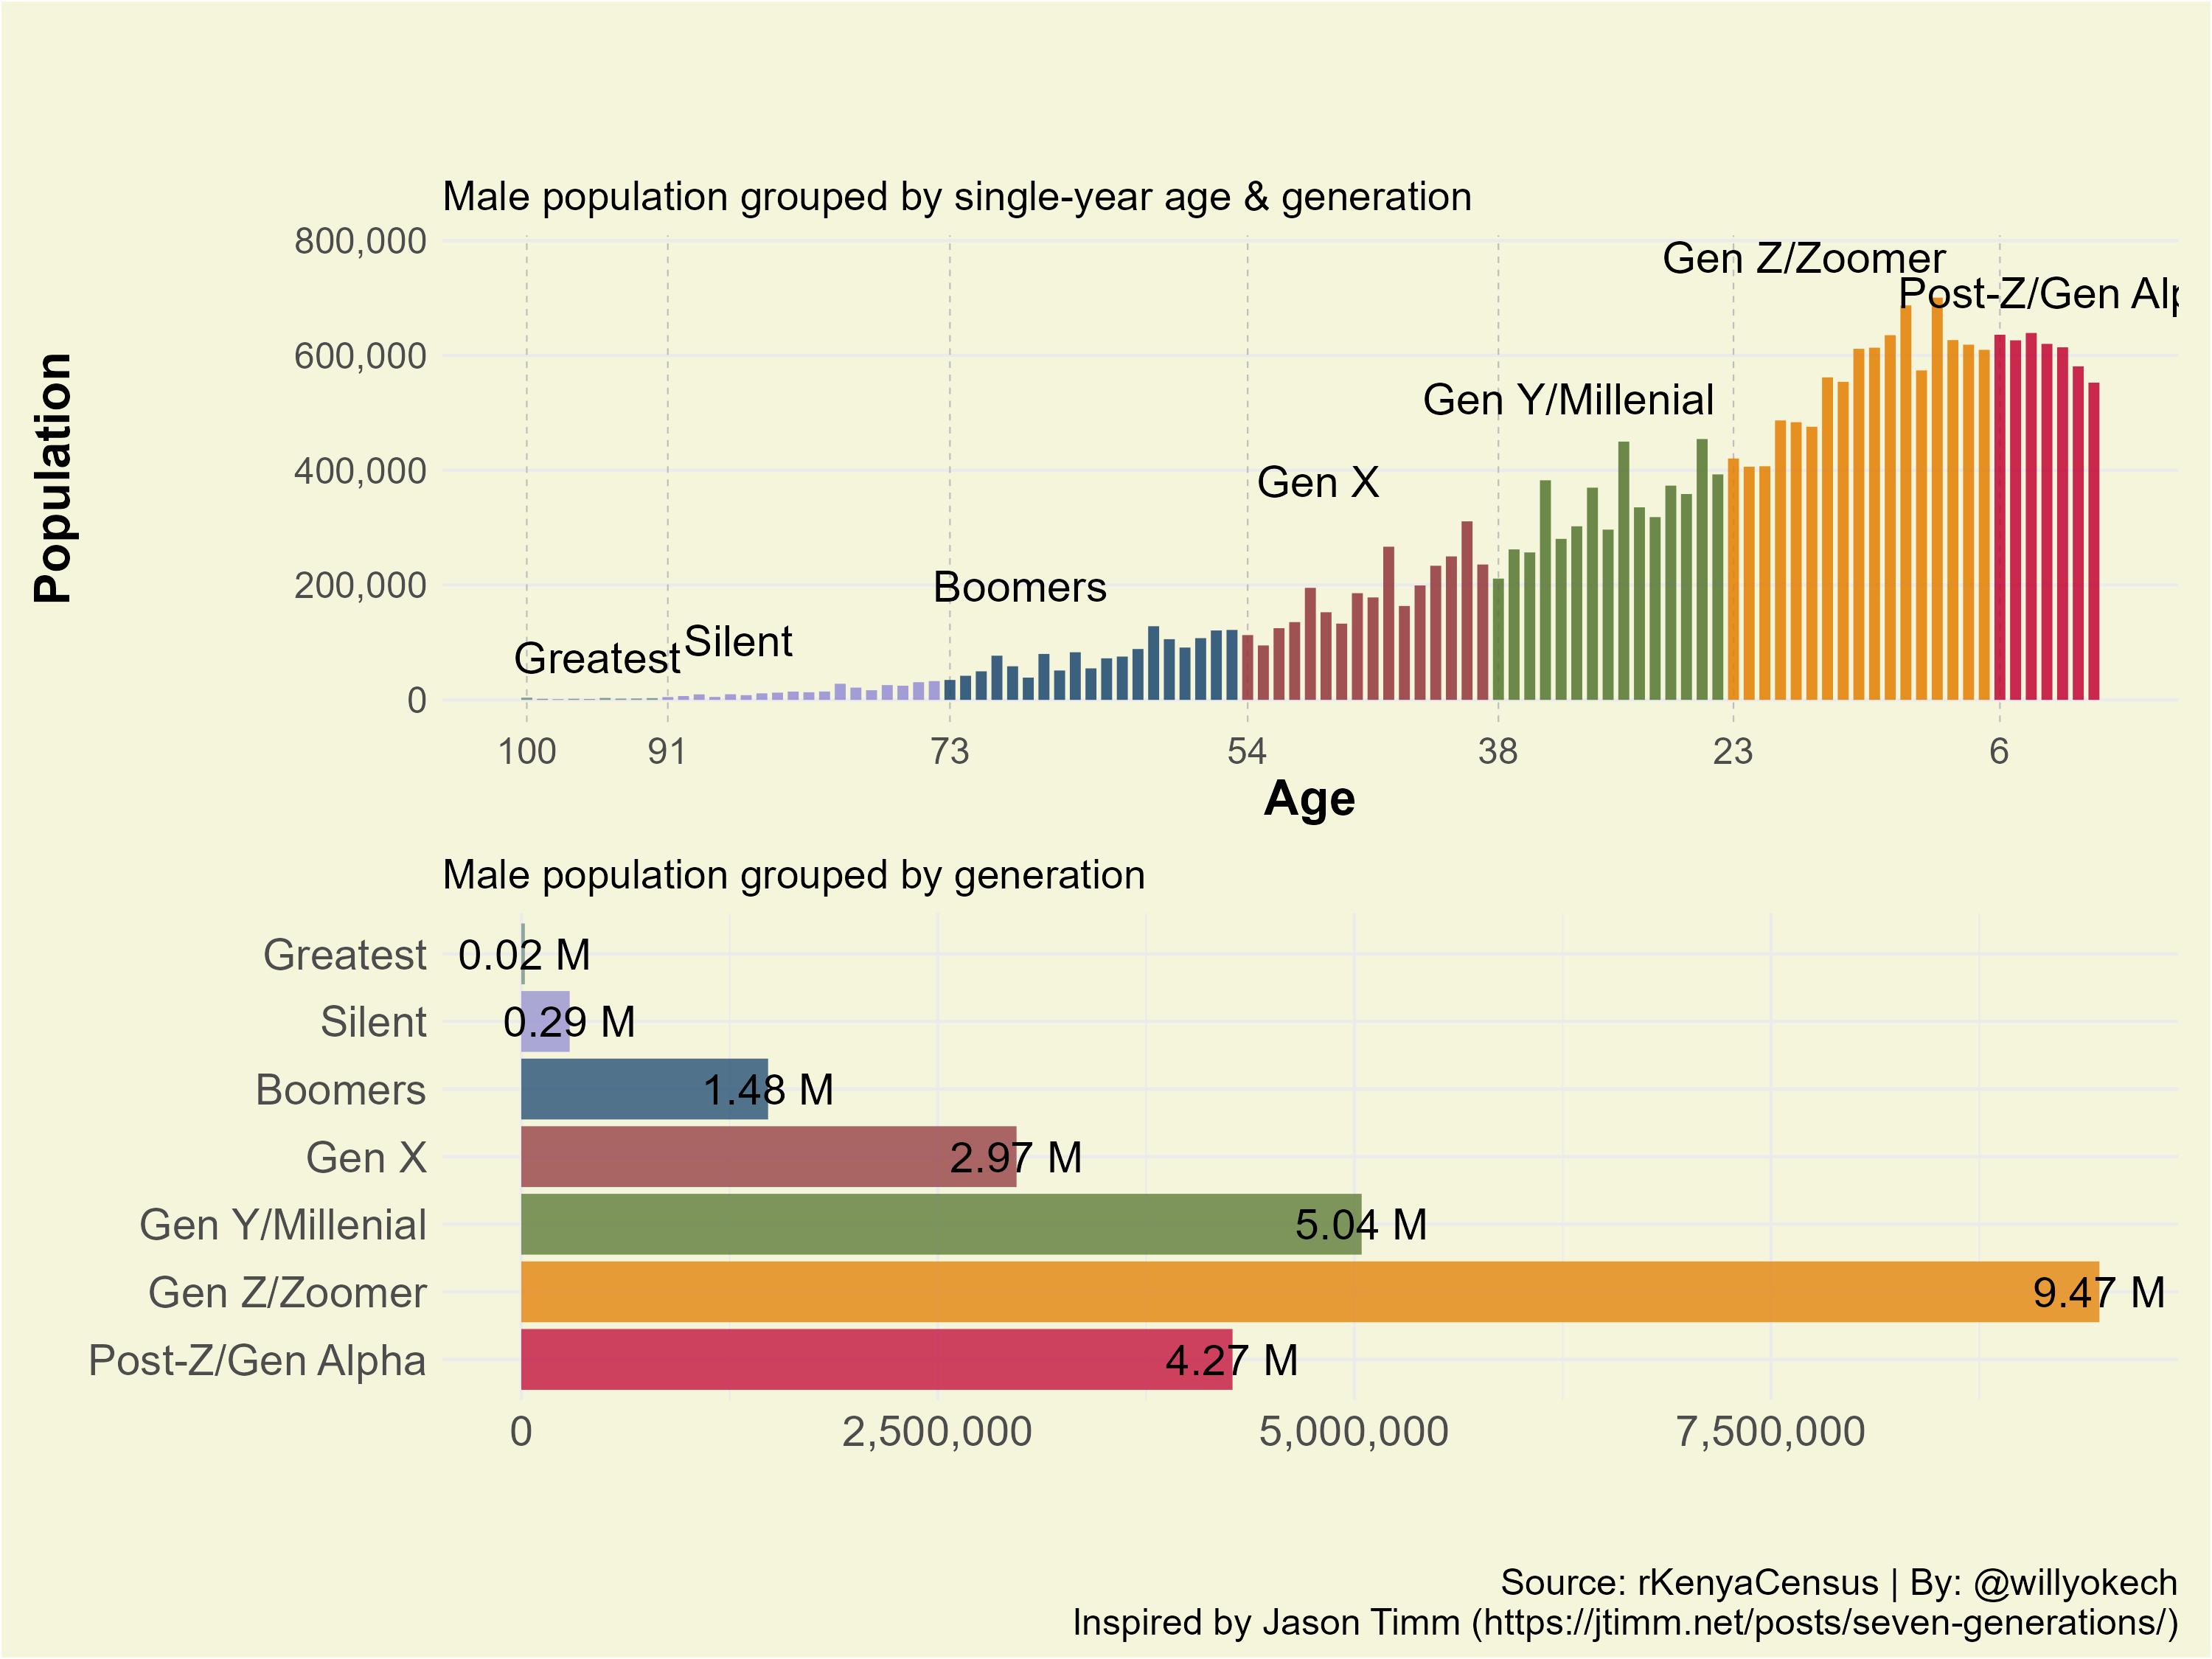 Male population grouped by single-year age & generation
800,000
600,000
400,000
200,000
0
Population
Gen Z/Zoomer
Post-Z/Gen Alp
Gen Y/Millenial
Gen X
Boomers
Silent
Greatest
100 91 73 54 38 23 6
Age
Male population grouped by generation
Greatest 0.02 M
Silent 0.29 M
Boomers 1.48 M
Gen X 2.97 M
Gen Y/Millenial 5.04 M
Gen Z/Zoomer 9.47 M
Post-Z/Gen Alpha 4.27 M
0 2,500,000 5,000,000 7,500,000
Source: rKenyaCensus | By: @willyokech
Inspired by Jason Timm (https://jtimm.net/posts/seven-generations/)